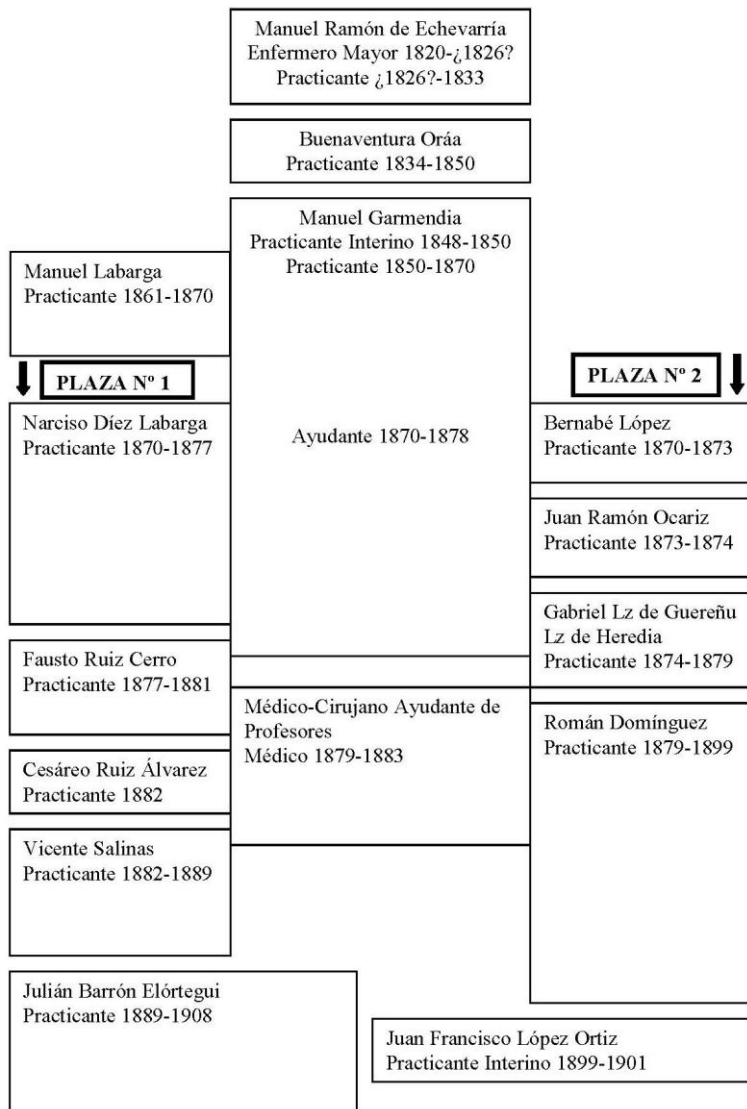 Manuel Ramón de Echevarría
Enfermero Mayor 1820-¿1826?
Practicante ¿1826?-1833
Buenaventura Oráa
Practicante 1834-1850
Manuel Garmendia
Practicante Interino 1848-1850
Practicante 1850-1870
Manuel Labarga
Practicante 1861-1870
PLAZA Nº 1
PLAZA Nº 2
Narciso Díez Labarga
Practicante 1870-1877
Ayudante 1870-1878
Bernabé López
Practicante 1870-1873
Juan Ramón Ocariz
Practicante 1873-1874
Gabriel Lz de Guereñu
Lz de Heredia
Practicante 1874-1879
Fausto Ruiz Cerro
Practicante 1877-1881
Médico-Cirujano Ayudante de
Profesores
Médico 1879-1883
Román Domínguez
Practicante 1879-1899
Cesáreo Ruiz Álvarez
Practicante 1882
Vicente Salinas
Practicante 1882-1889
Julián Barrón Elórtegui
Practicante 1889-1908
Juan Francisco López Ortiz
Practicante Interino 1899-1901